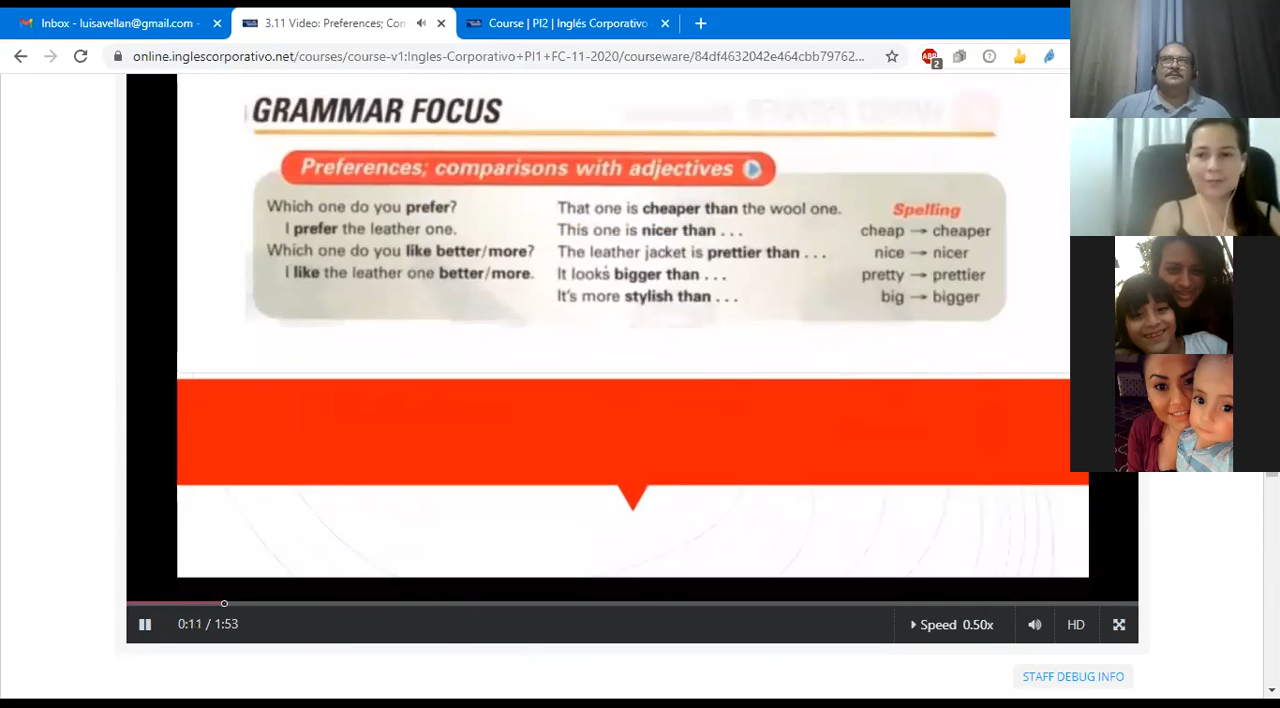 Inbox - luisavellan@gmail.com -
3.11 Video: Preferences; Con
Course | PI2 | Inglés Corporativo
online.inglescorporativo.net/courses/course-v1:Ingles-Corporativo+PI1+FC-11-2020/courseware/84df4632042e464cbb79762...
2
GRAMMAR FOCUS
Preferences; comparisons with adjectives
Which one do you prefer?
I prefer the leather one.
Which one do you like better/more?
I like the leather one better/more.
That one is cheaper than the wool one.
This one is nicer than . . .
The leather jacket is prettier than . . .
It looks bigger than . . .
It's more stylish than . . .
Spelling
cheap → cheaper
nice → nicer
pretty → prettier
big → bigger
0:11 / 1:53
Speed 0.50x
HD
STAFF DEBUG INFO